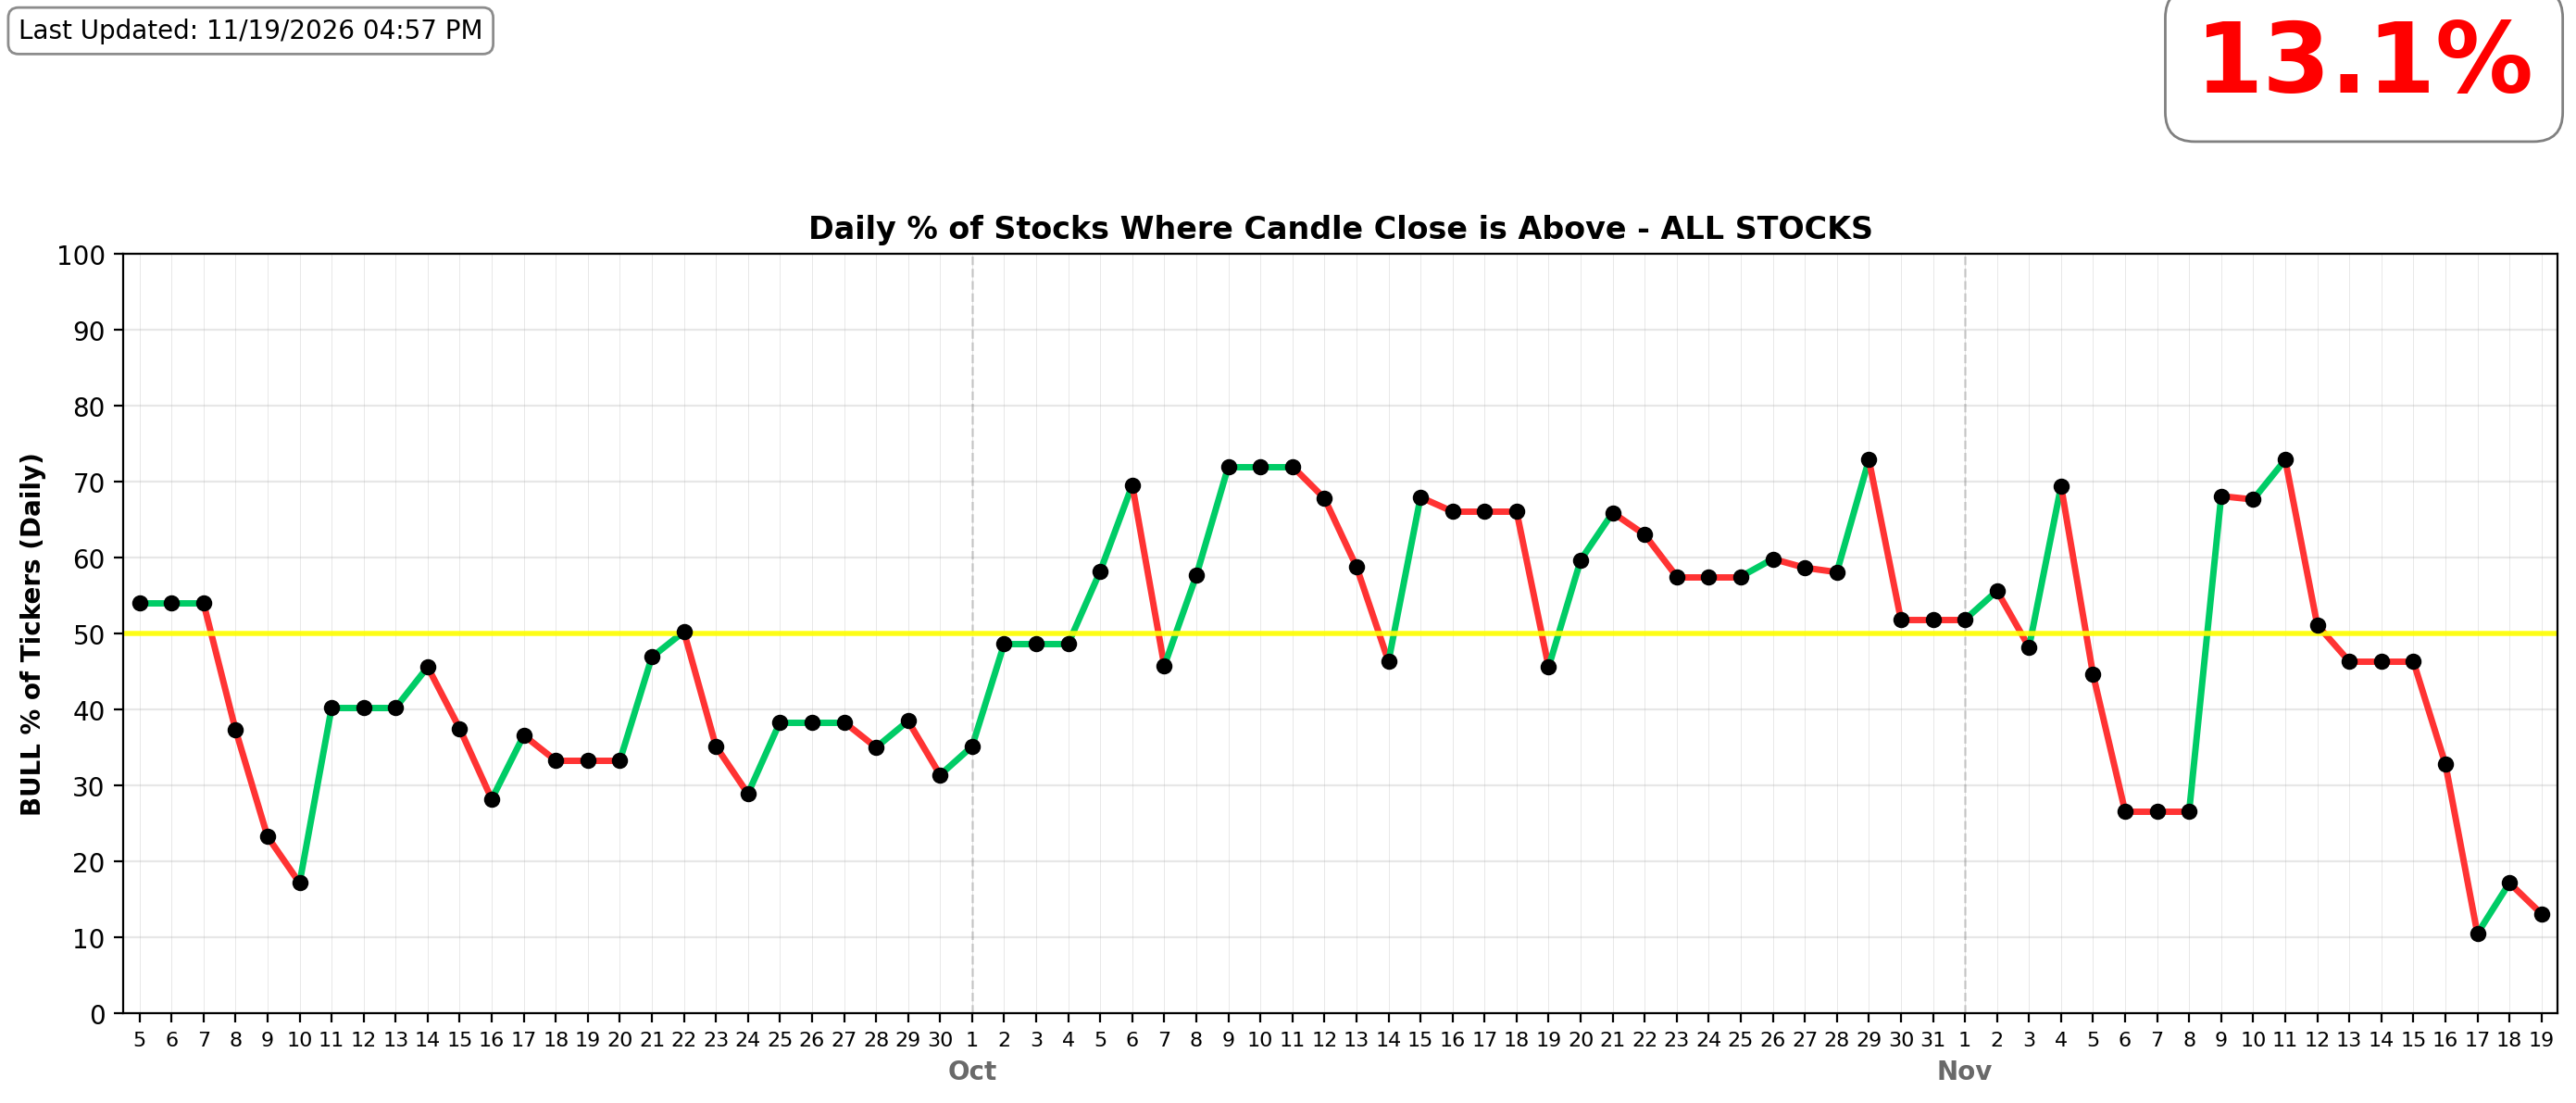 Last Updated: 11/19/2026 04:57 PM
13.1%
Daily % of Stocks Where Candle Close is Above - ALL STOCKS
BULL % of Tickers (Daily)
100
90
80
70
60
50
40
30
20
10
0
5 6 7 8 9 10 11 12 13 14 15 16 17 18 19 20 21 22 23 24 25 26 27 28 29 30 1 2 3 4 5 6 7 8 9 10 11 12 13 14 15 16 17 18 19 20 21 22 23 24 25 26 27 28 29 30 31 1 2 3 4 5 6 7 8 9 10 11 12 13 14 15 16 17 18 19
Oct Nov